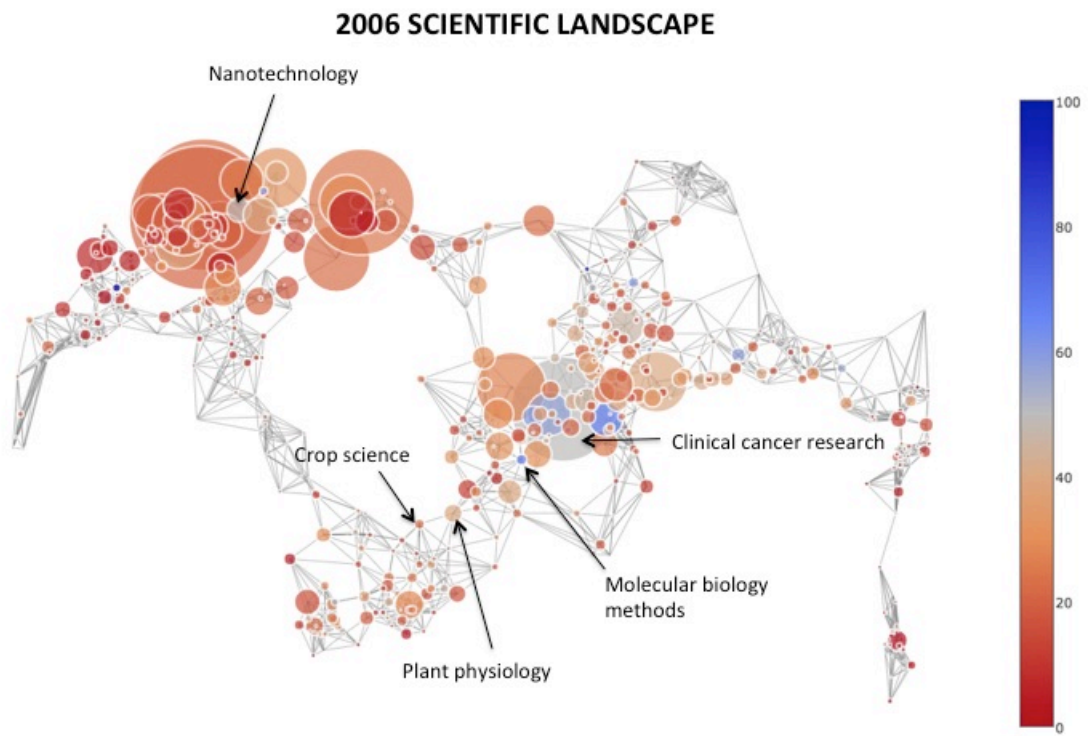 2006 SCIENTIFIC LANDSCAPE
Nanotechnology
100
80
60
40
20
0
Clinical cancer research
Crop science
Molecular biology
methods
Plant physiology